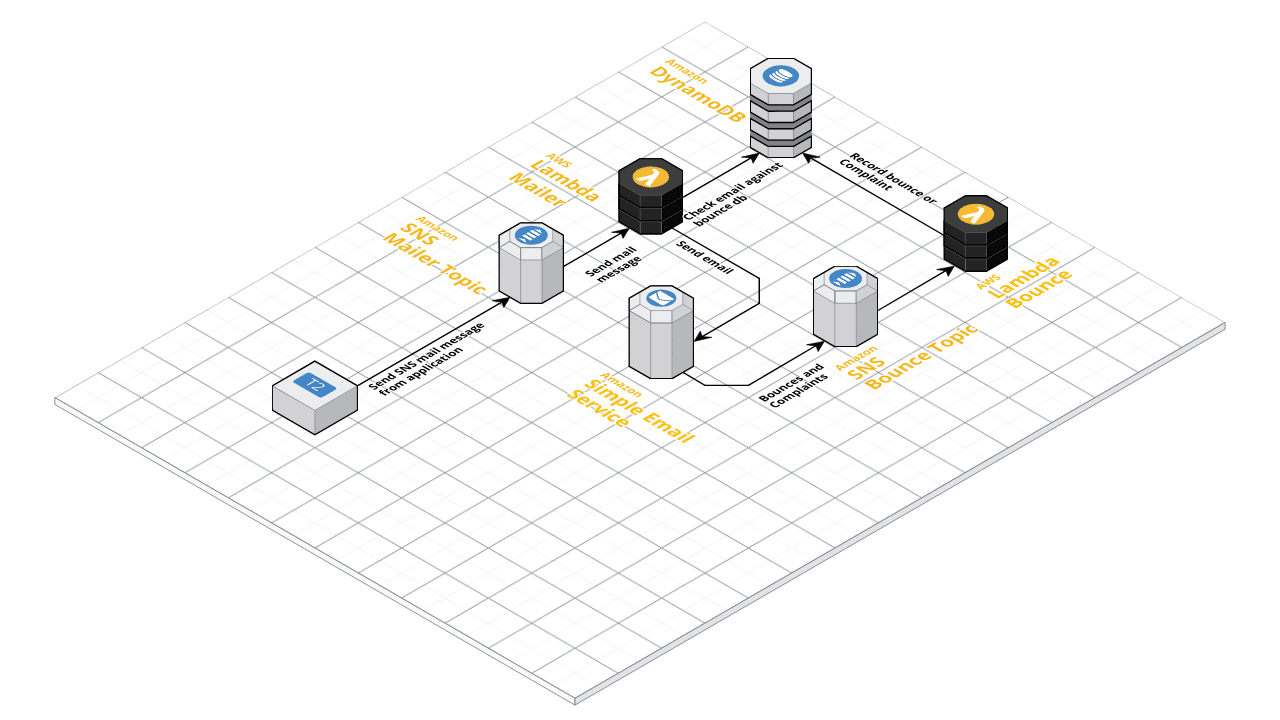 Amazon
DynamoDB
AWS
Lambda
Mailer
Amazon
SNS
Mailer Topic
Record bounce or
Complaint
Check email against
bounce db
Send mail
message
Send email
AWS
Lambda
Bounce
Send SNS mail message
from application
T2
Amazon
SNS
Bounce Topic
Bounces and
Complaints
Amazon
Simple Email
Service